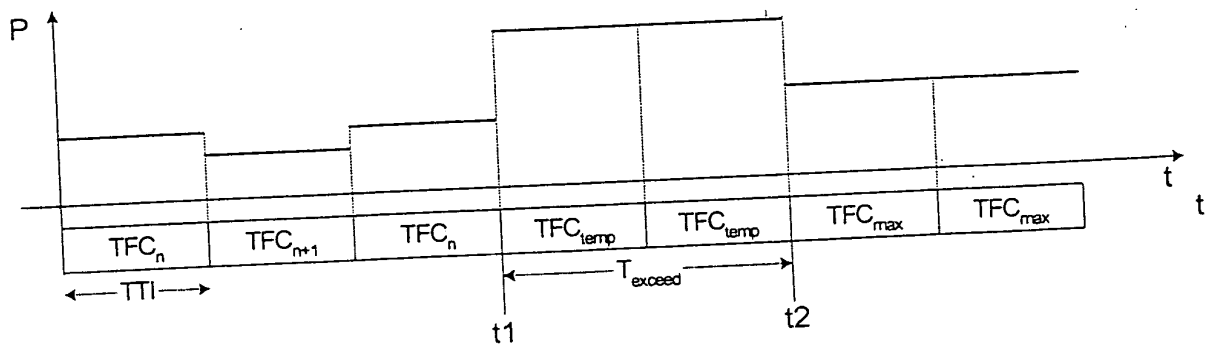 P
t
t
TFCn TFCn+1 TFCn TFCtemp TFCtemp TFCmax TFCmax
TTI Texceed
t1 t2